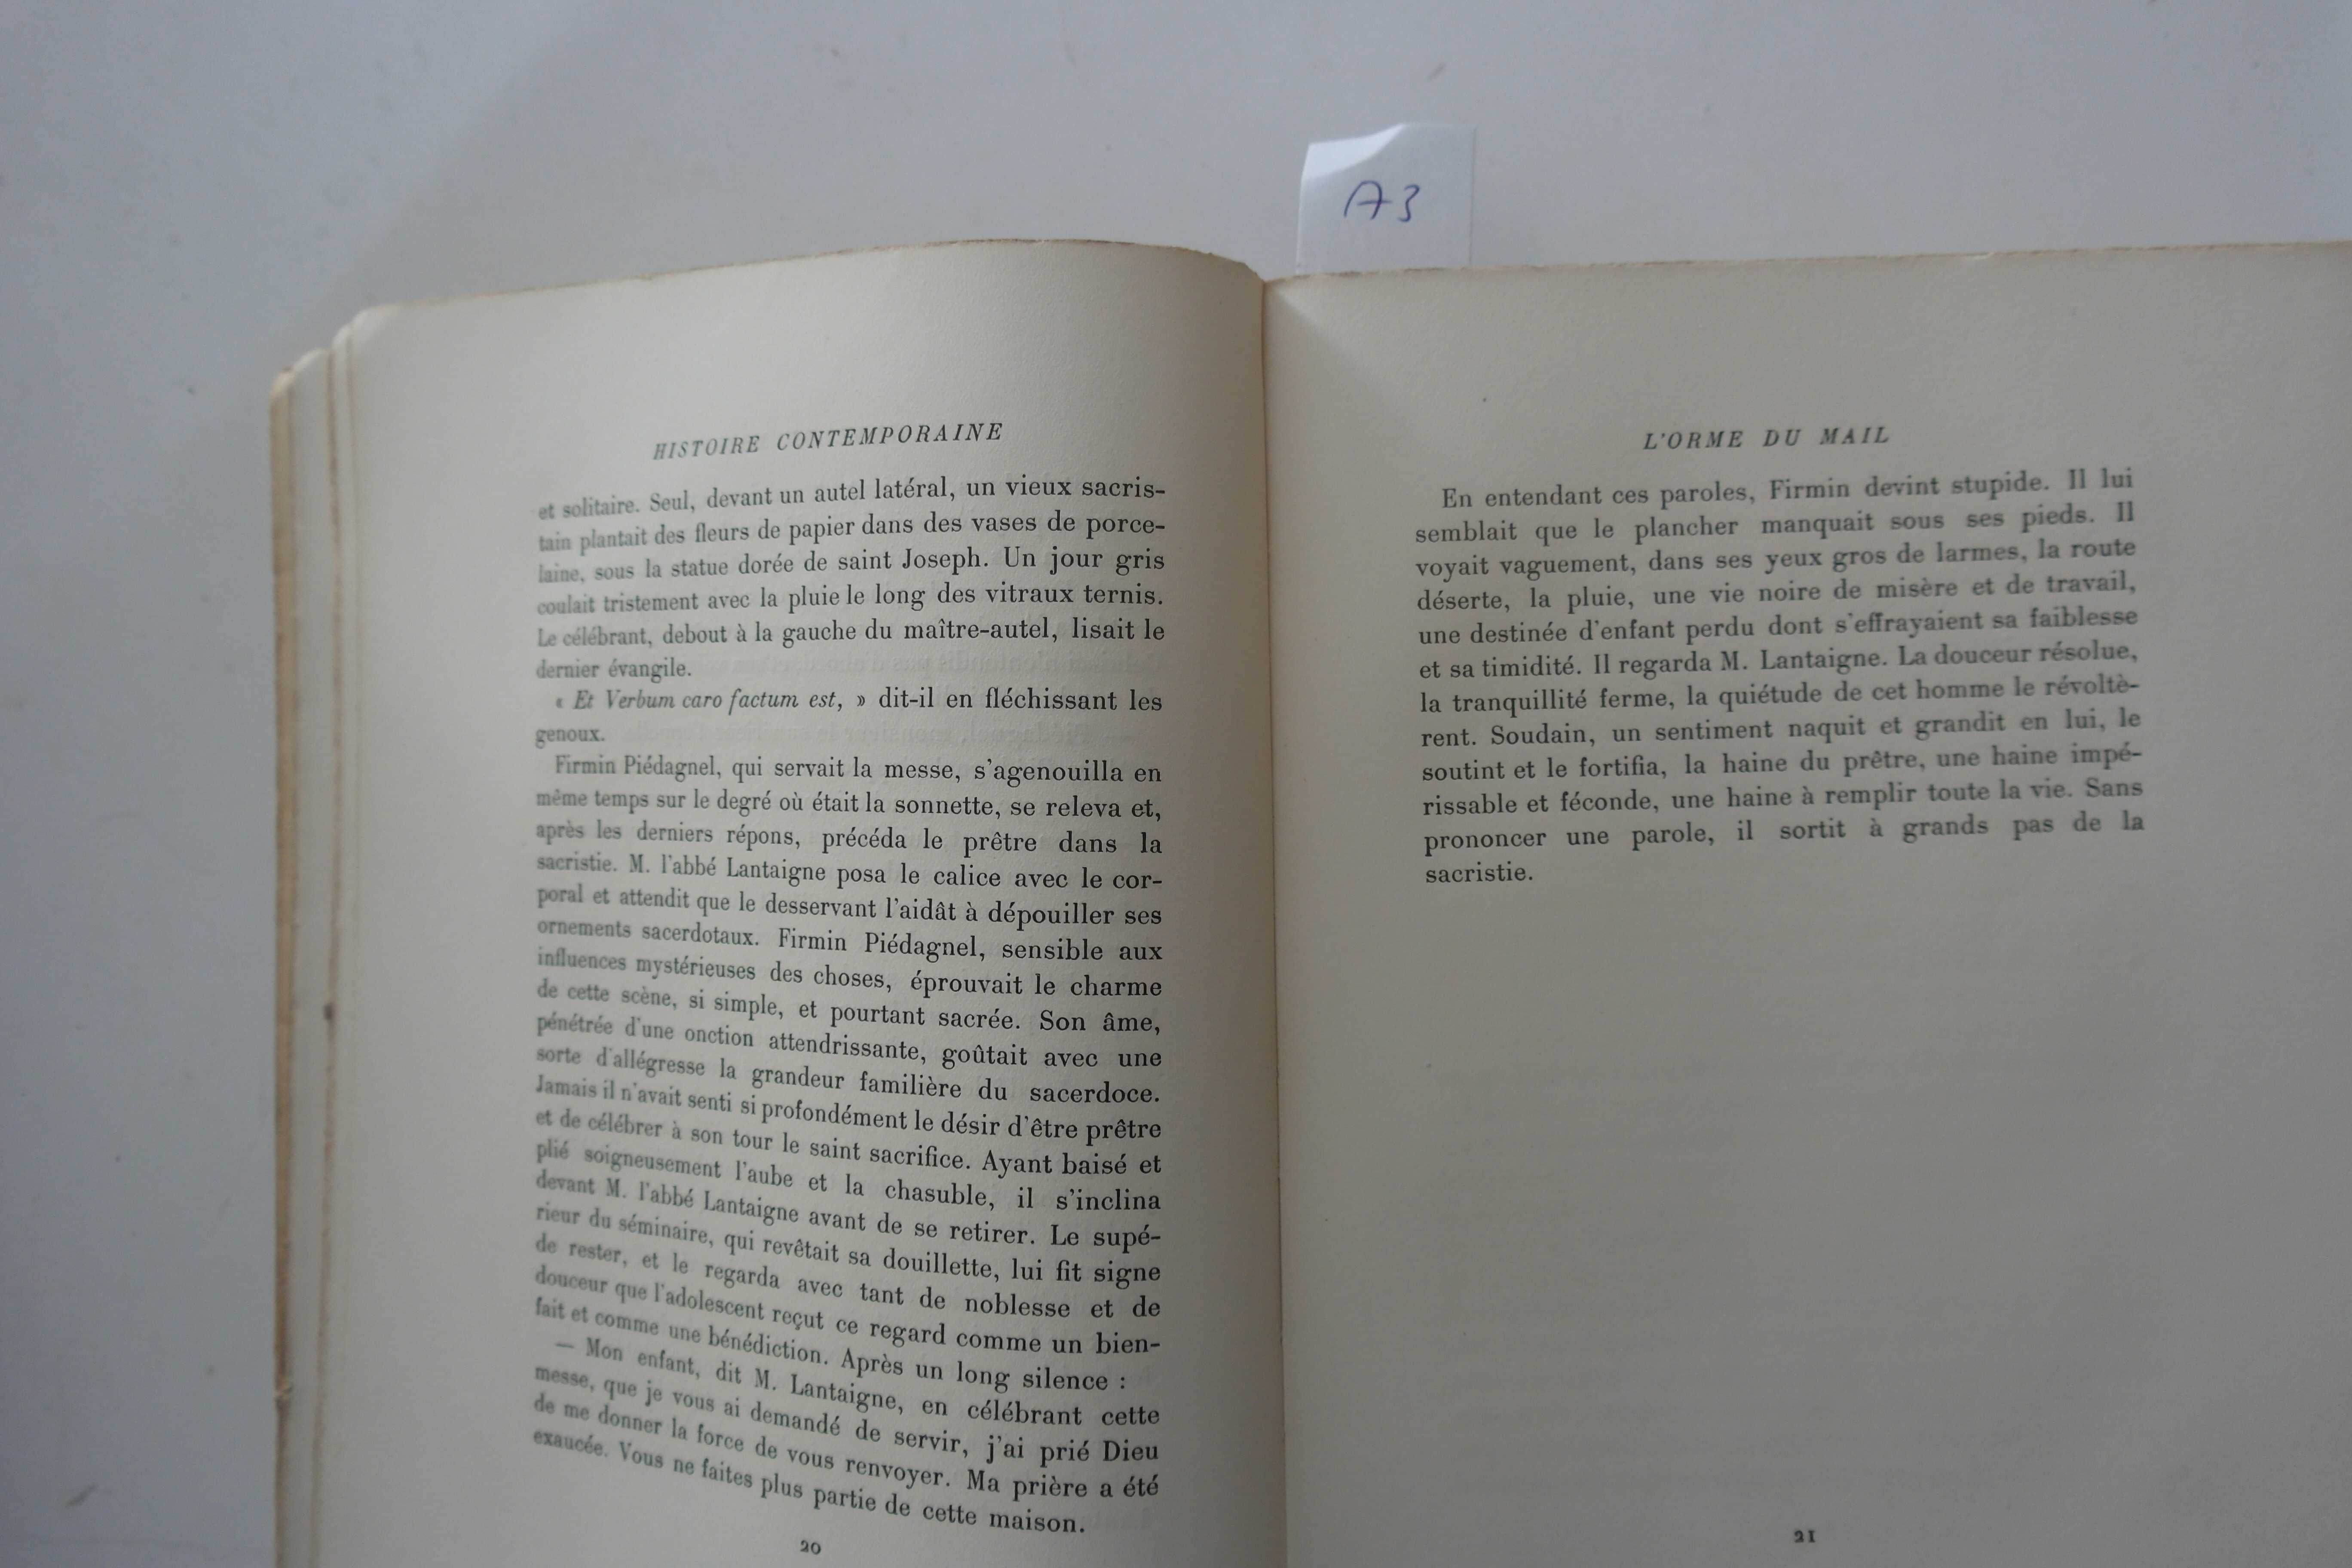 A3
HISTOIRE CONTEMPORAINE
et solitaire. Seul, devant un autel latéral, un vieux sacris-
tain plantait des fleurs de papier dans des vases de porce-
laine, sous la statue dorée de saint Joseph. Un jour gris
coulait tristement avec la pluie le long des vitraux ternis.
Le célébrant, debout à la gauche du maître-autel, lisait le
dernier évangile.
« Et Verbum caro factum est, » dit-il en fléchissant les
genoux.
Firmin Piédagnel, qui servait la messe, s'agenouilla en
même temps sur le degré où était la sonnette, se releva et,
après les derniers répons, précéda le prêtre dans la
sacristie. M. l'abbé Lantaigne posa le calice avec le cor-
poral et attendit que le desservant l'aidât à dépouiller ses
ornements sacerdotaux. Firmin Piédagnel, sensible aux
influences mystérieuses des choses, éprouvait le charme
de cette scène, si simple, et pourtant sacrée. Son âme,
pénétrée d'une onction attendrissante, goûtait avec une
sorte d'allégresse la grandeur familière du sacerdoce.
Jamais il n'avait senti si profondément le désir d'être prêtre
et de célébrer à son tour le saint sacrifice. Ayant baisé et
plié soigneusement l'aube et la chasuble, il s'inclina
devant M. l'abbé Lantaigne avant de se retirer. Le supé-
rieur du séminaire, qui revêtait sa douillette, lui fit signe
de rester, et le regarda avec tant de noblesse et de
douceur que l'adolescent reçut ce regard comme un bien-
fait et comme une bénédiction. Après un long silence :
— Mon enfant, dit M. Lantaigne, en célébrant cette
messe, que je vous ai demandé de servir, j'ai prié Dieu
de me donner la force de vous renvoyer. Ma prière a été
exaucée. Vous ne faites plus partie de cette maison.
20
L'ORME DU MAIL
En entendant ces paroles, Firmin devint stupide. Il lui
semblait que le plancher manquait sous ses pieds. Il
voyait vaguement, dans ses yeux gros de larmes, la route
déserte, la pluie, une vie noire de misère et de travail,
une destinée d'enfant perdu dont s'effrayaient sa faiblesse
et sa timidité. Il regarda M. Lantaigne. La douceur résolue,
la tranquillité ferme, la quiétude de cet homme le révoltè-
rent. Soudain, un sentiment naquit et grandit en lui, le
soutint et le fortifia, la haine du prêtre, une haine impé-
rissable et féconde, une haine à remplir toute la vie. Sans
prononcer une parole, il sortit à grands pas de la
sacristie.
21